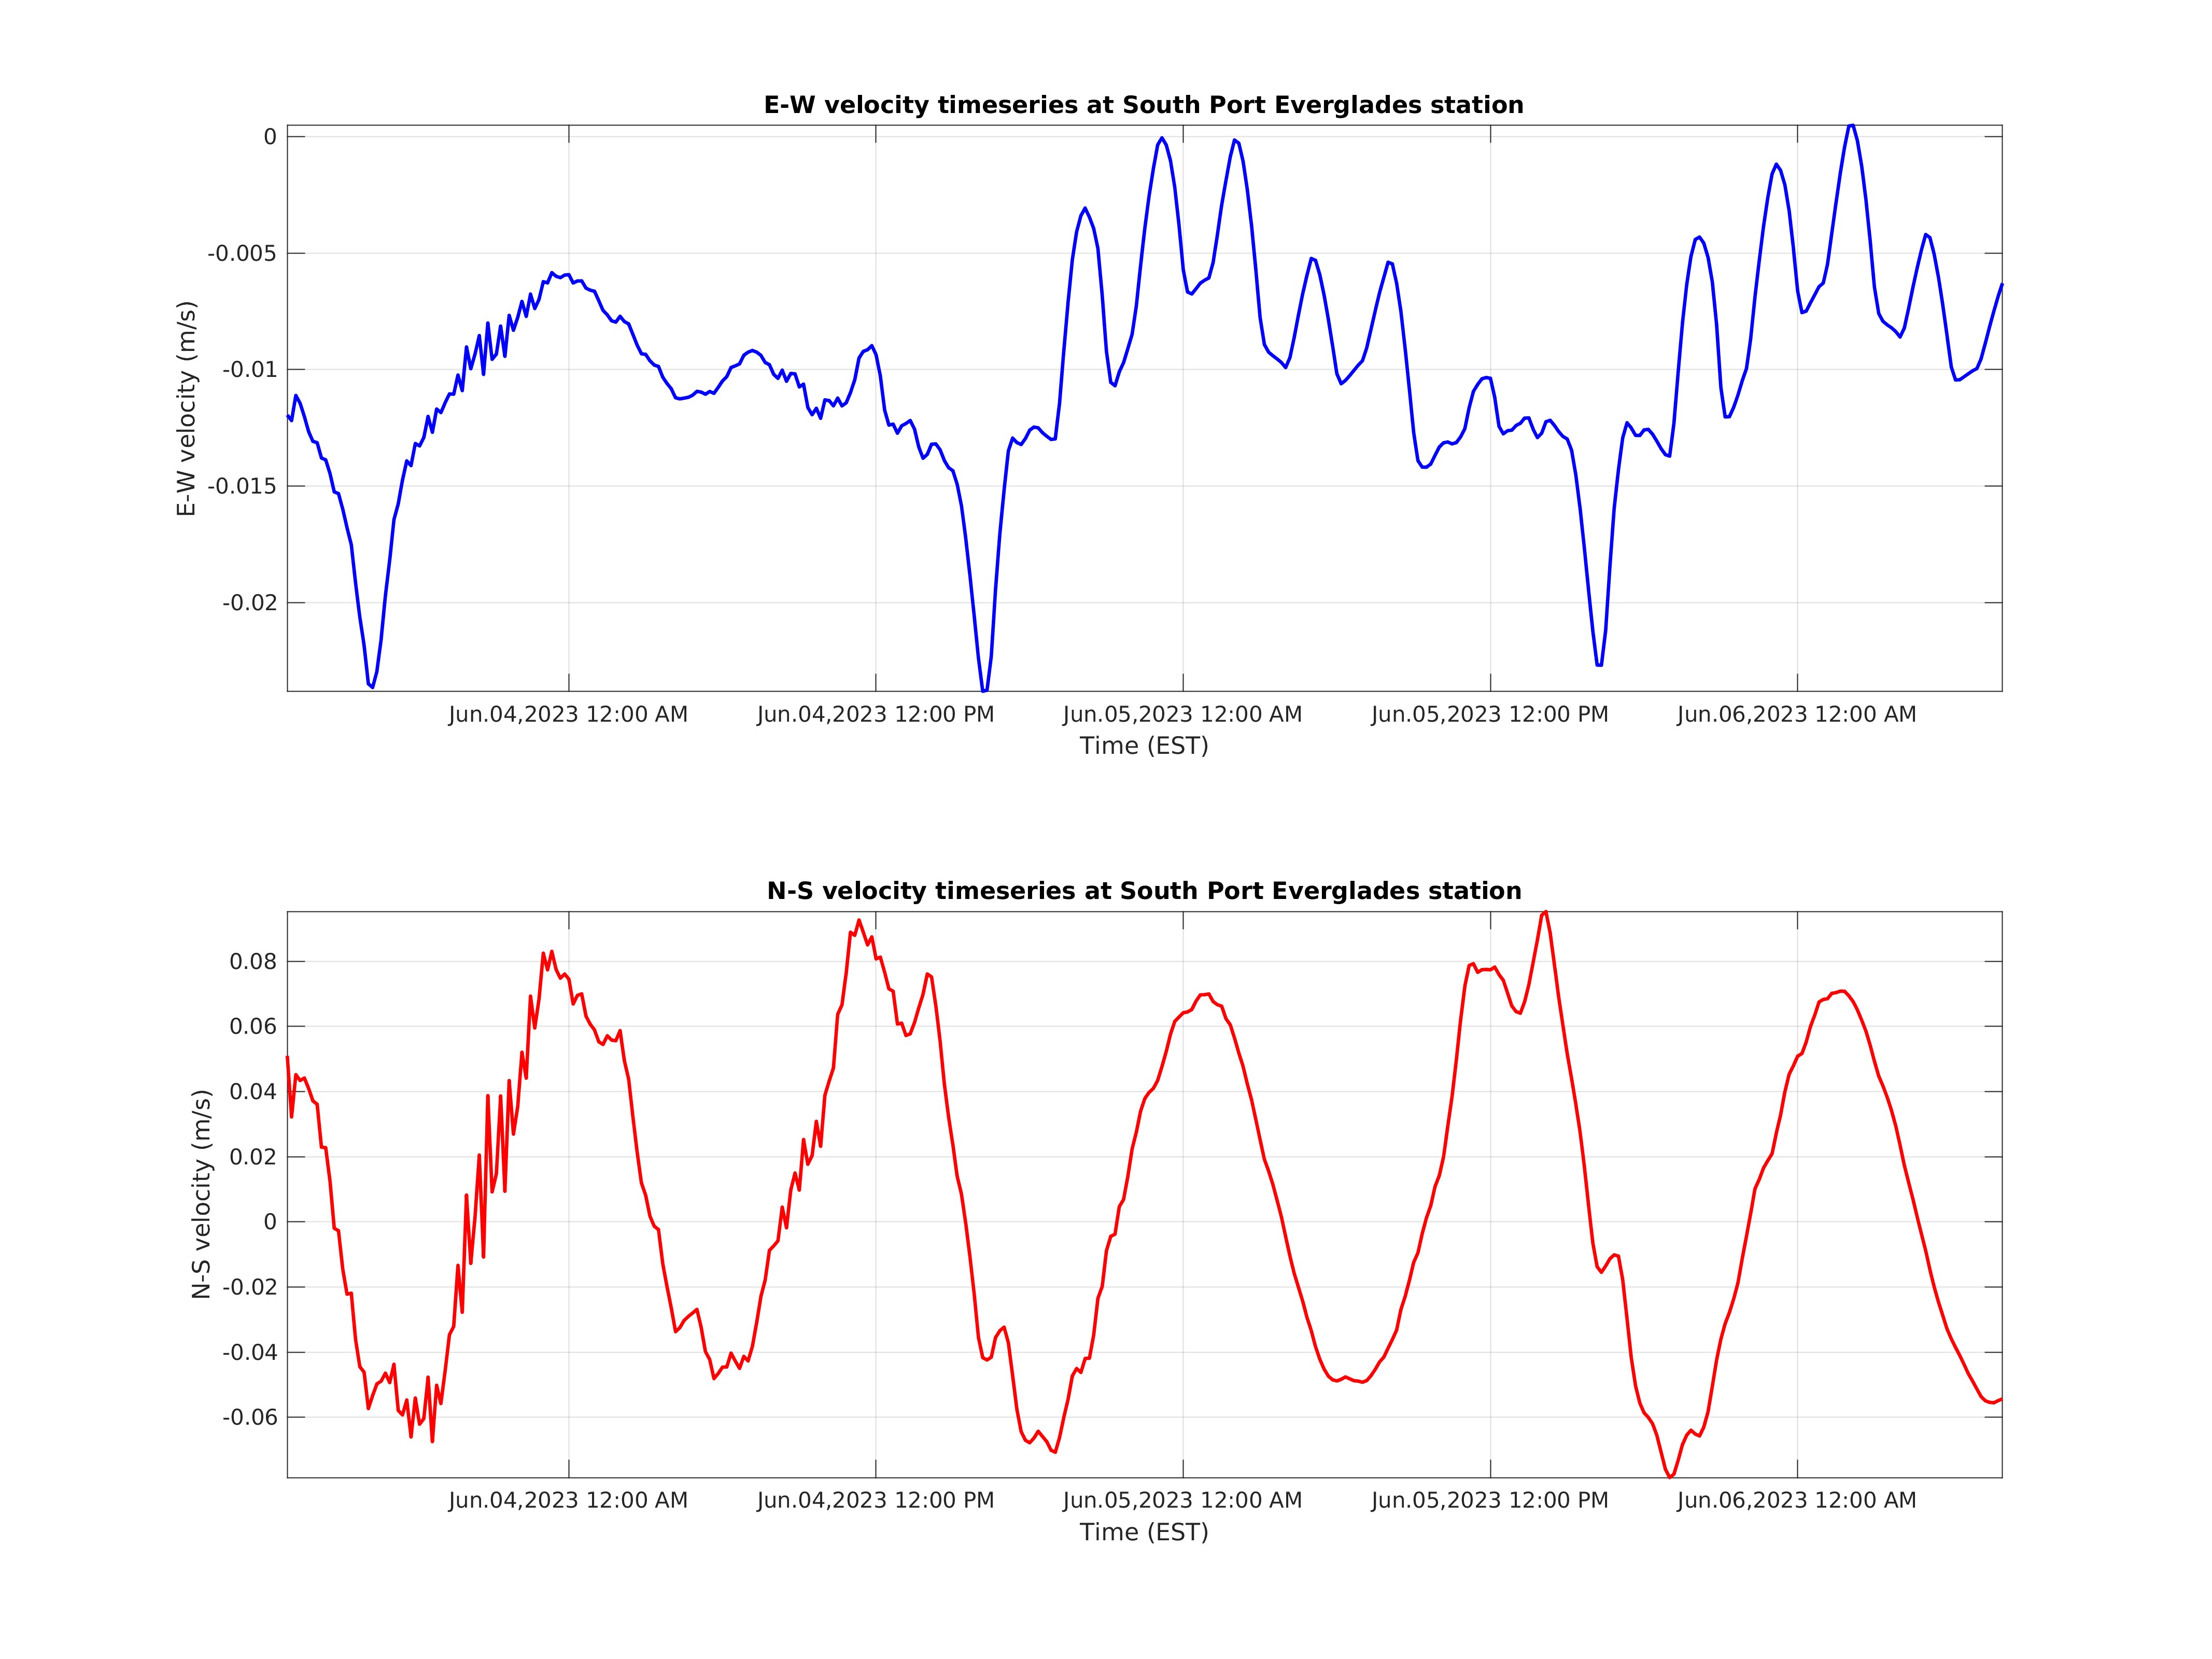 E-W velocity timeseries at South Port Everglades station
0
-0.005
-0.01
-0.015
-0.02
E-W velocity (m/s)
Jun.04,2023 12:00 AM
Jun.04,2023 12:00 PM
Jun.05,2023 12:00 AM
Jun.05,2023 12:00 PM
Jun.06,2023 12:00 AM
Time (EST)
N-S velocity timeseries at South Port Everglades station
0.08
0.06
0.04
0.02
0
-0.02
-0.04
-0.06
N-S velocity (m/s)
Jun.04,2023 12:00 AM
Jun.04,2023 12:00 PM
Jun.05,2023 12:00 AM
Jun.05,2023 12:00 PM
Jun.06,2023 12:00 AM
Time (EST)